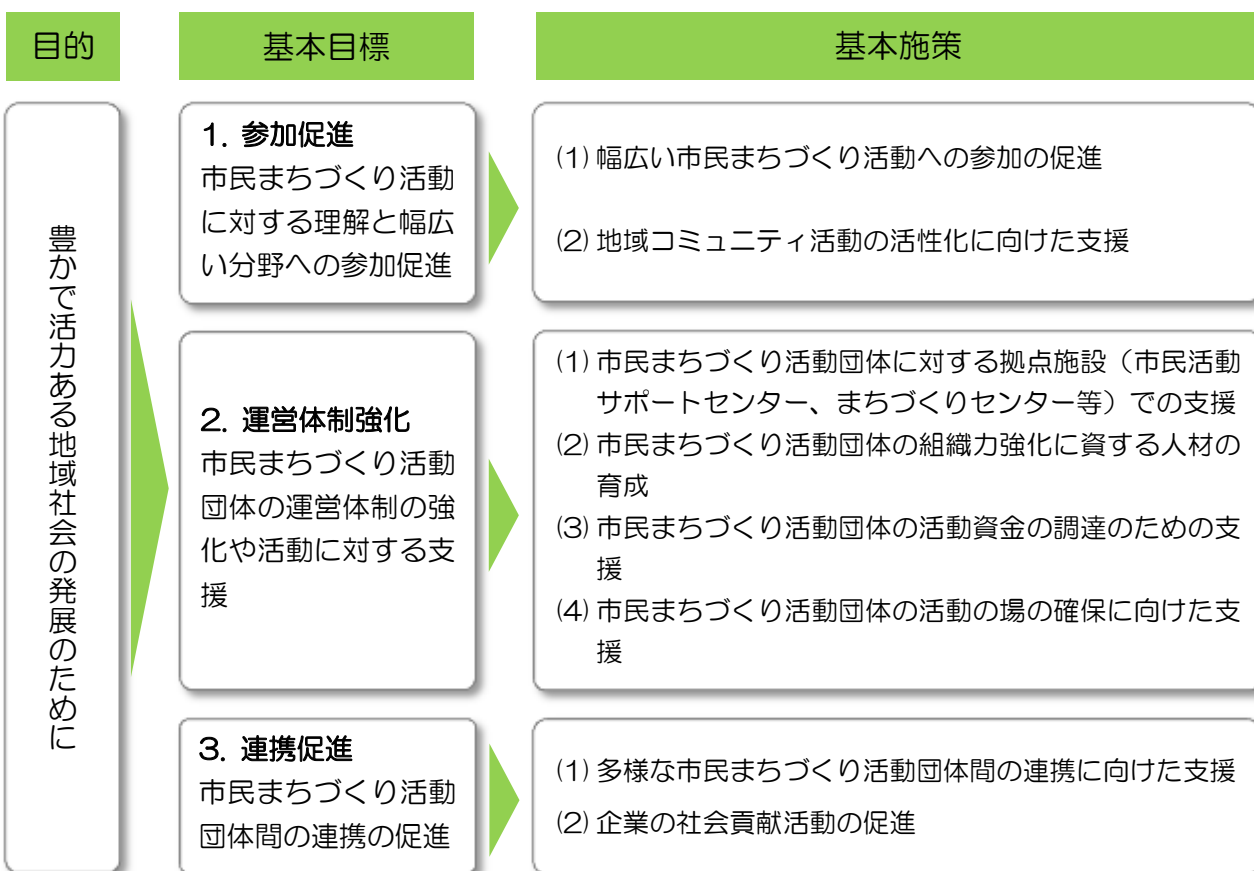 目的
基本目標
基本施策
豊かで活力ある地域社会の発展のために
1. 参加促進
市民まちづくり活動
に対する理解と幅広
い分野への参加促進
(1) 幅広い市民まちづくり活動への参加の促進
(2) 地域コミュニティ活動の活性化に向けた支援
2. 運営体制強化
市民まちづくり活動
団体の運営体制の強
化や活動に対する支
援
(1) 市民まちづくり活動団体に対する拠点施設（市民活動
サポートセンター、まちづくりセンター等）での支援
(2) 市民まちづくり活動団体の組織力強化に資する人材の
育成
(3) 市民まちづくり活動団体の活動資金の調達のための支
援
(4) 市民まちづくり活動団体の活動の場の確保に向けた支
援
3. 連携促進
市民まちづくり活動
団体間の連携の促進
(1) 多様な市民まちづくり活動団体間の連携に向けた支援
(2) 企業の社会貢献活動の促進